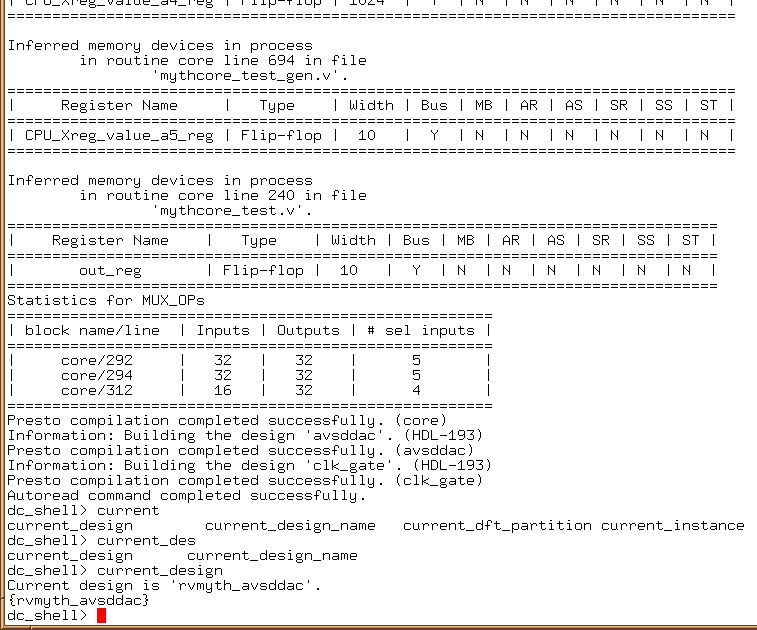 | CPU_Xreg_value_a4_reg | Flip-flop | 1024 | Y | N | N | N | N | N | N |
=================================================================================
Inferred memory devices in process
in routine core line 694 in file
'mythcore_test_gen.v'.
=================================================================================
| Register Name | Type | Width | Bus | MB | AR | AS | SR | SS | ST |
=================================================================================
| CPU_Xreg_value_a5_reg | Flip-flop | 10 | Y | N | N | N | N | N | N |
=================================================================================
Inferred memory devices in process
in routine core line 240 in file
'mythcore_test.v'.
===============================================================================
| Register Name | Type | Width | Bus | MB | AR | AS | SR | SS | ST |
===============================================================================
| out_reg | Flip-flop | 10 | Y | N | N | N | N | N | N |
===============================================================================
Statistics for MUX_OPs
======================================================
| block name/line | Inputs | Outputs | # sel inputs |
======================================================
| core/292 | 32 | 32 | 5 |
| core/294 | 32 | 32 | 5 |
| core/312 | 16 | 32 | 4 |
======================================================
Presto compilation completed successfully. (core)
Information: Building the design 'avsddac'. (HDL-193)
Presto compilation completed successfully. (avsddac)
Information: Building the design 'clk_gate'. (HDL-193)
Presto compilation completed successfully. (clk_gate)
Autoread command completed successfully.
dc_shell> current
current_design current_design_name current_dft_partition current_instance
dc_shell> current_des
current_design current_design_name
dc_shell> current_design
Current design is 'rvmyth_avsddac'.
{rvmyth_avsddac}
dc_shell>